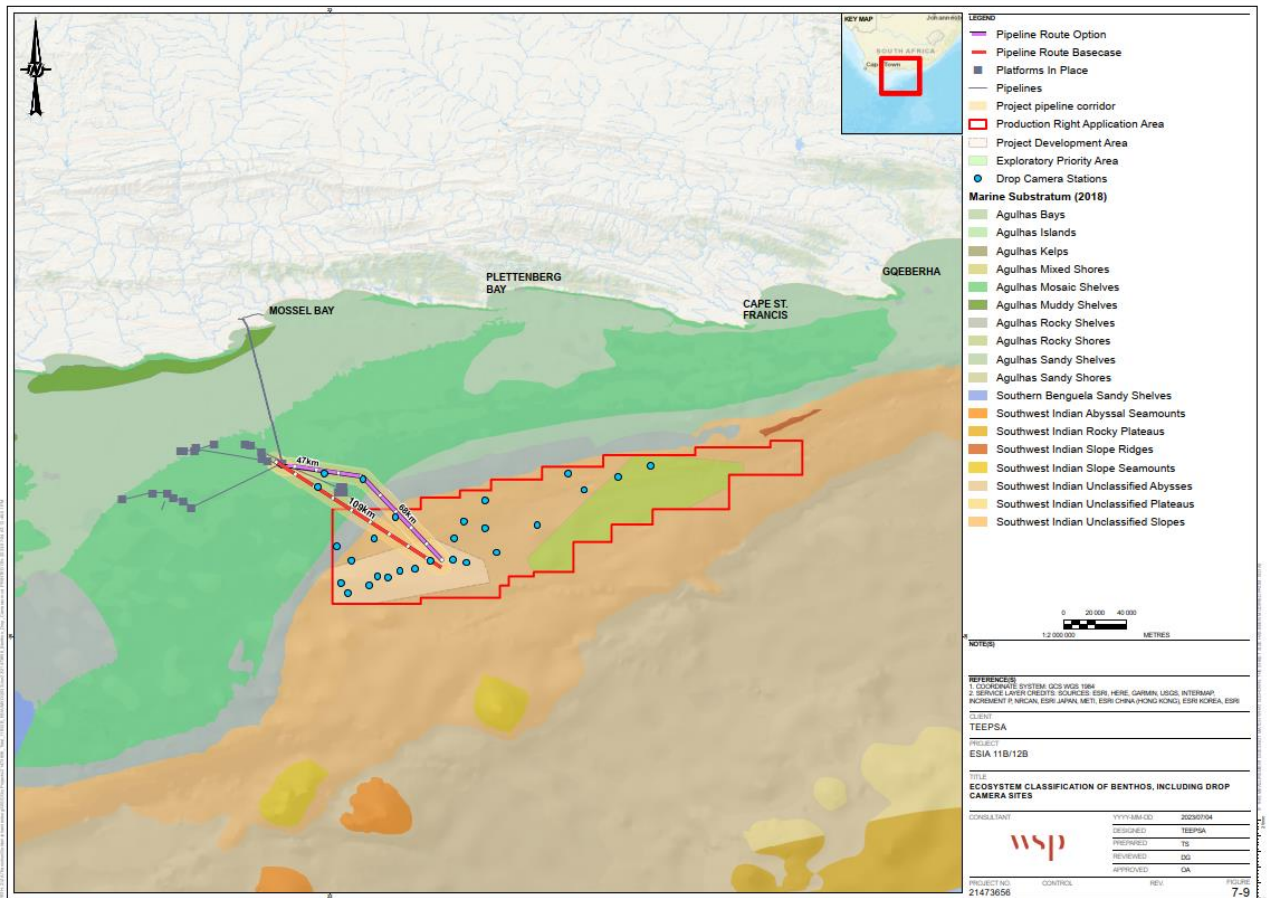 KEY MAP
SOUTH AFRICA
MOSSEL BAY
PLETTENBERG
BAY
CAPE ST.
FRANCIS
GQEBERHA
47km
109km
68km
LEGEND
Pipeline Route Option
Pipeline Route Basecase
Platforms In Place
Pipelines
Project pipeline corridor
Production Right Application Area
Project Development Area
Exploratory Priority Area
Drop Camera Stations
Marine Substratum (2018)
Agulhas Bays
Agulhas Islands
Agulhas Kelps
Agulhas Mixed Shores
Agulhas Mosaic Shelves
Agulhas Muddy Shelves
Agulhas Rocky Shelves
Agulhas Rocky Shores
Agulhas Sandy Shelves
Agulhas Sandy Shores
Southern Benguela Sandy Shelves
Southwest Indian Abyssal Seamounts
Southwest Indian Rocky Plateaus
Southwest Indian Slope Ridges
Southwest Indian Slope Seamounts
Southwest Indian Unclassified Abysses
Southwest Indian Unclassified Plateaus
Southwest Indian Unclassified Slopes
0 20 000 40 000
1:2 000 000 METRES
NOTE(S)
REFERENCE(S)
1. COORDINATE SYSTEM: GCS WGS 1984
2. SERVICE LAYER CREDITS: SOURCES: ESRI, HERE, GARMIN, USGS, INTERMAP,
INCREMENT P, NRCAN, ESRI JAPAN, METI, ESRI CHINA (HONG KONG), ESRI KOREA, ESRI
CLIENT
TEEPSA
PROJECT
ESIA 11B/12B
TITLE
ECOSYSTEM CLASSIFICATION OF BENTHOS, INCLUDING DROP
CAMERA SITES
CONSULTANT
wsp
YYYY-MM-DD 2023/07/04
DESIGNED TEEPSA
PREPARED TS
REVIEWED DG
APPROVED OA
PROJECT NO. CONTROL REV. FIGURE
21473656 7-9